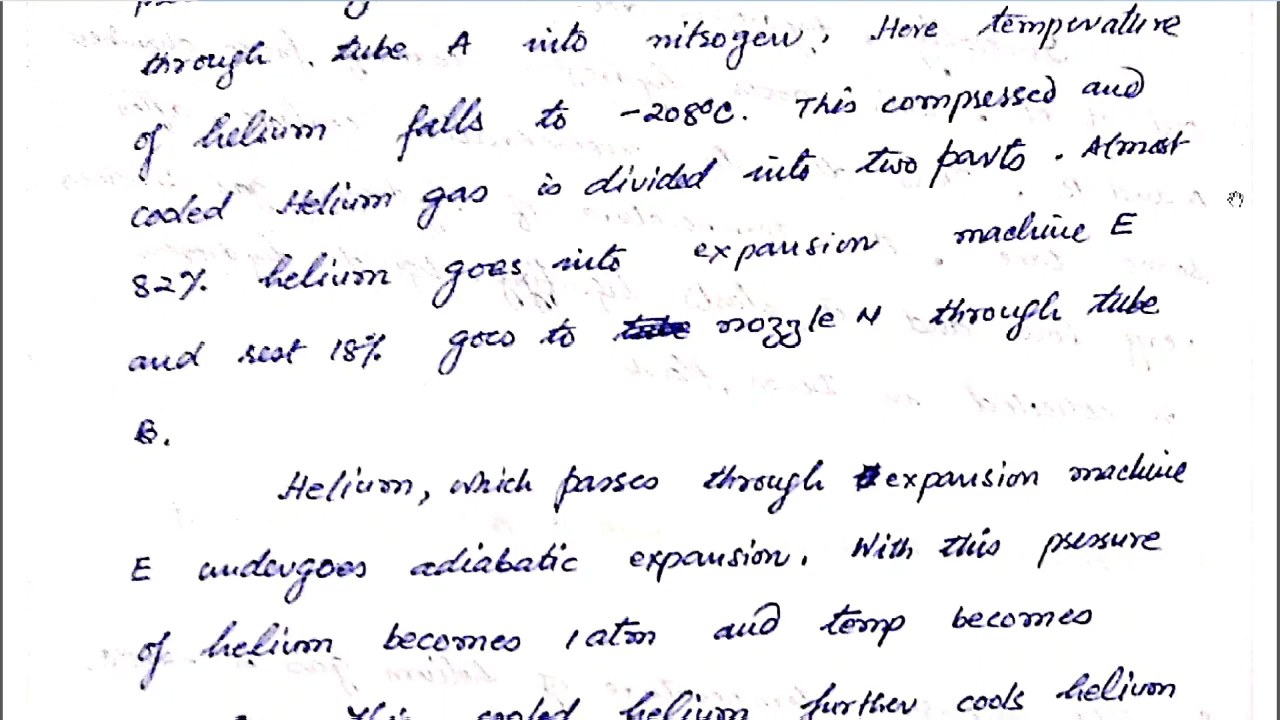 through tube A into nitrogen. Here temperature
of helium falls to -208°C. This compressed and
cooled Helium gas is divided into two parts. Almost
82% helium goes into expansion machine E
and rest 18% goes to nozzle N through tube
B.
Helium, which passes through expansion machine
E undergoes adiabatic expansion. With this pressure
of helium becomes 1 atm and temp becomes
This cooled helium further cools helium